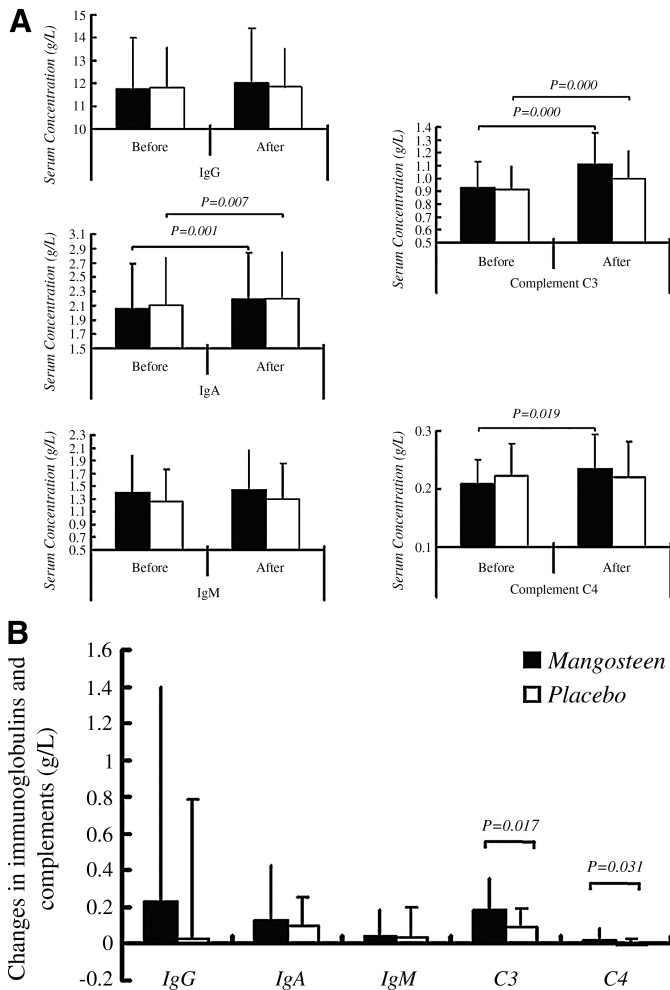 A
Serum Concentration (g/L)
15
14
13
12
11
10
Before
After
IgG
P=0.007
P=0.001
Serum Concentration (g/L)
3.1
2.9
2.7
2.5
2.3
2.1
1.9
1.7
1.5
Before
After
IgA
Serum Concentration (g/L)
2.3
2.1
1.9
1.7
1.5
1.3
1.1
0.9
0.7
0.5
Before
After
IgM
P=0.000
P=0.000
Serum Concentration (g/L)
1.4
1.3
1.2
1.1
1.0
0.9
0.8
0.7
0.6
0.5
Before
After
Complement C3
P=0.019
Serum Concentration (g/L)
0.3
0.2
0.1
Before
After
Complement C4
B
Changes in immunoglobulins and
complements (g/L)
1.6
1.4
1.2
1
0.8
0.6
0.4
0.2
0
-0.2
Mangosteen
Placebo
P=0.017
P=0.031
IgG
IgA
IgM
C3
C4